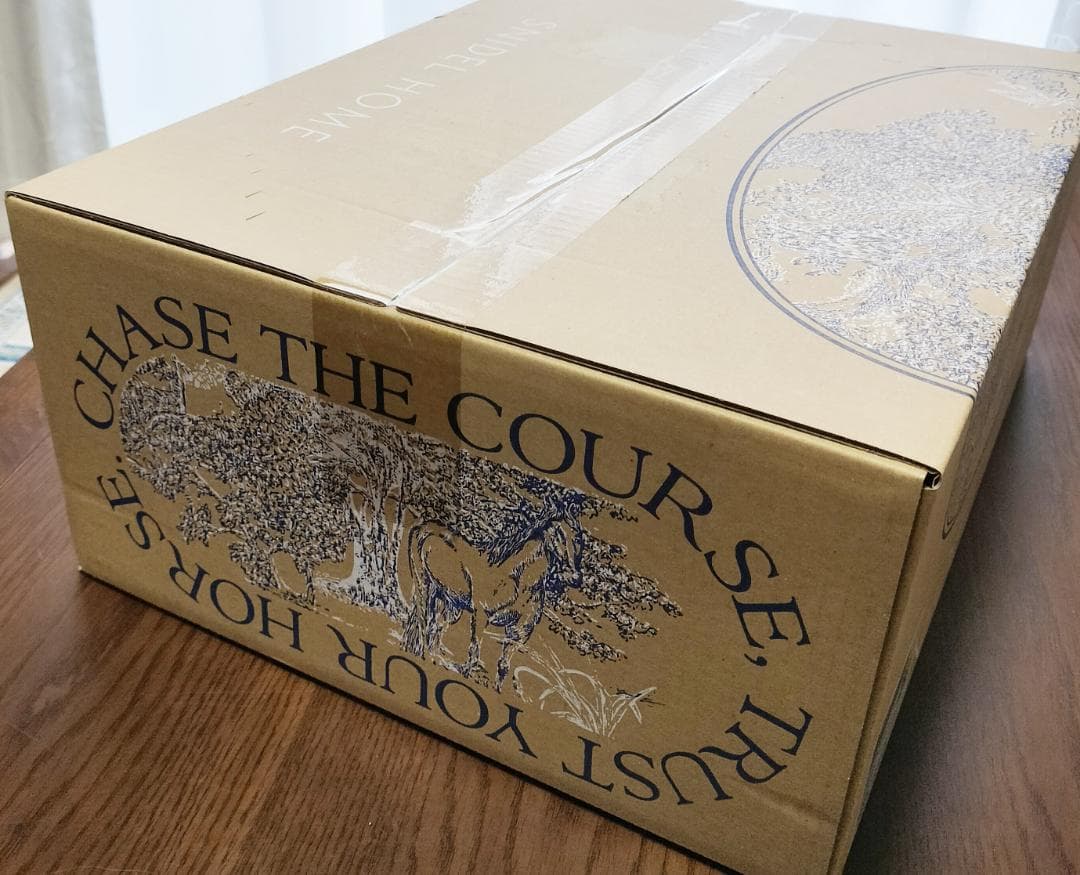 SNIDEL HOME
CHASE THE COURSE, TRUST YOUR HORSE.